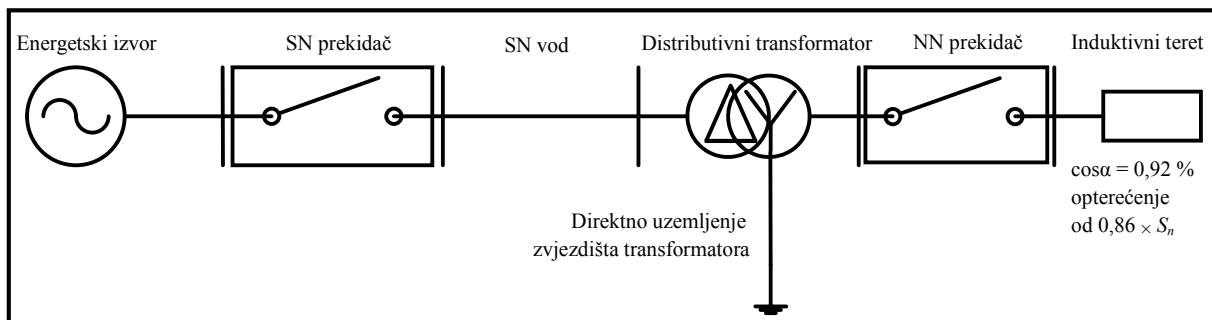 Energetski izvor
SN prekidač
SN vod
Distributivni transformator
NN prekidač
Induktivni teret
cosα = 0,92 %
opterećenje
od 0,86 × Sₙ
Direktno uzemljenje
zvjezdišta transformatora